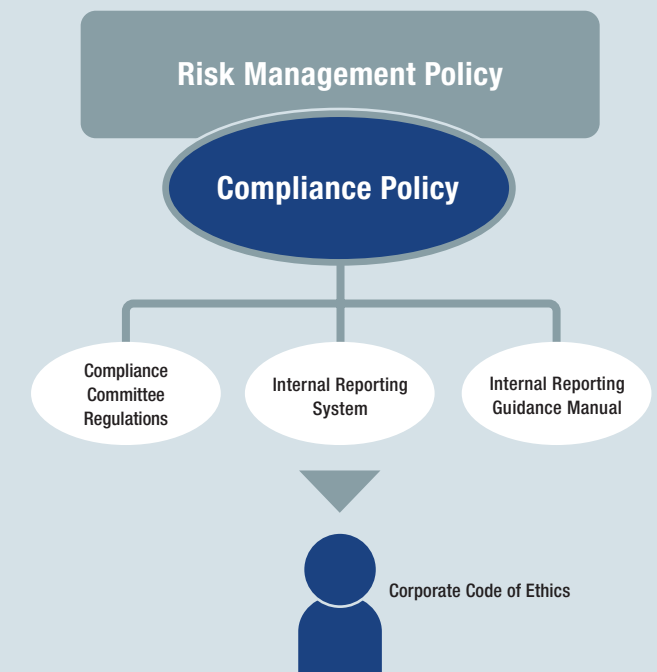 Risk Management Policy
Compliance Policy
Compliance
Committee
Regulations
Internal Reporting
System
Internal Reporting
Guidance Manual
Corporate Code of Ethics